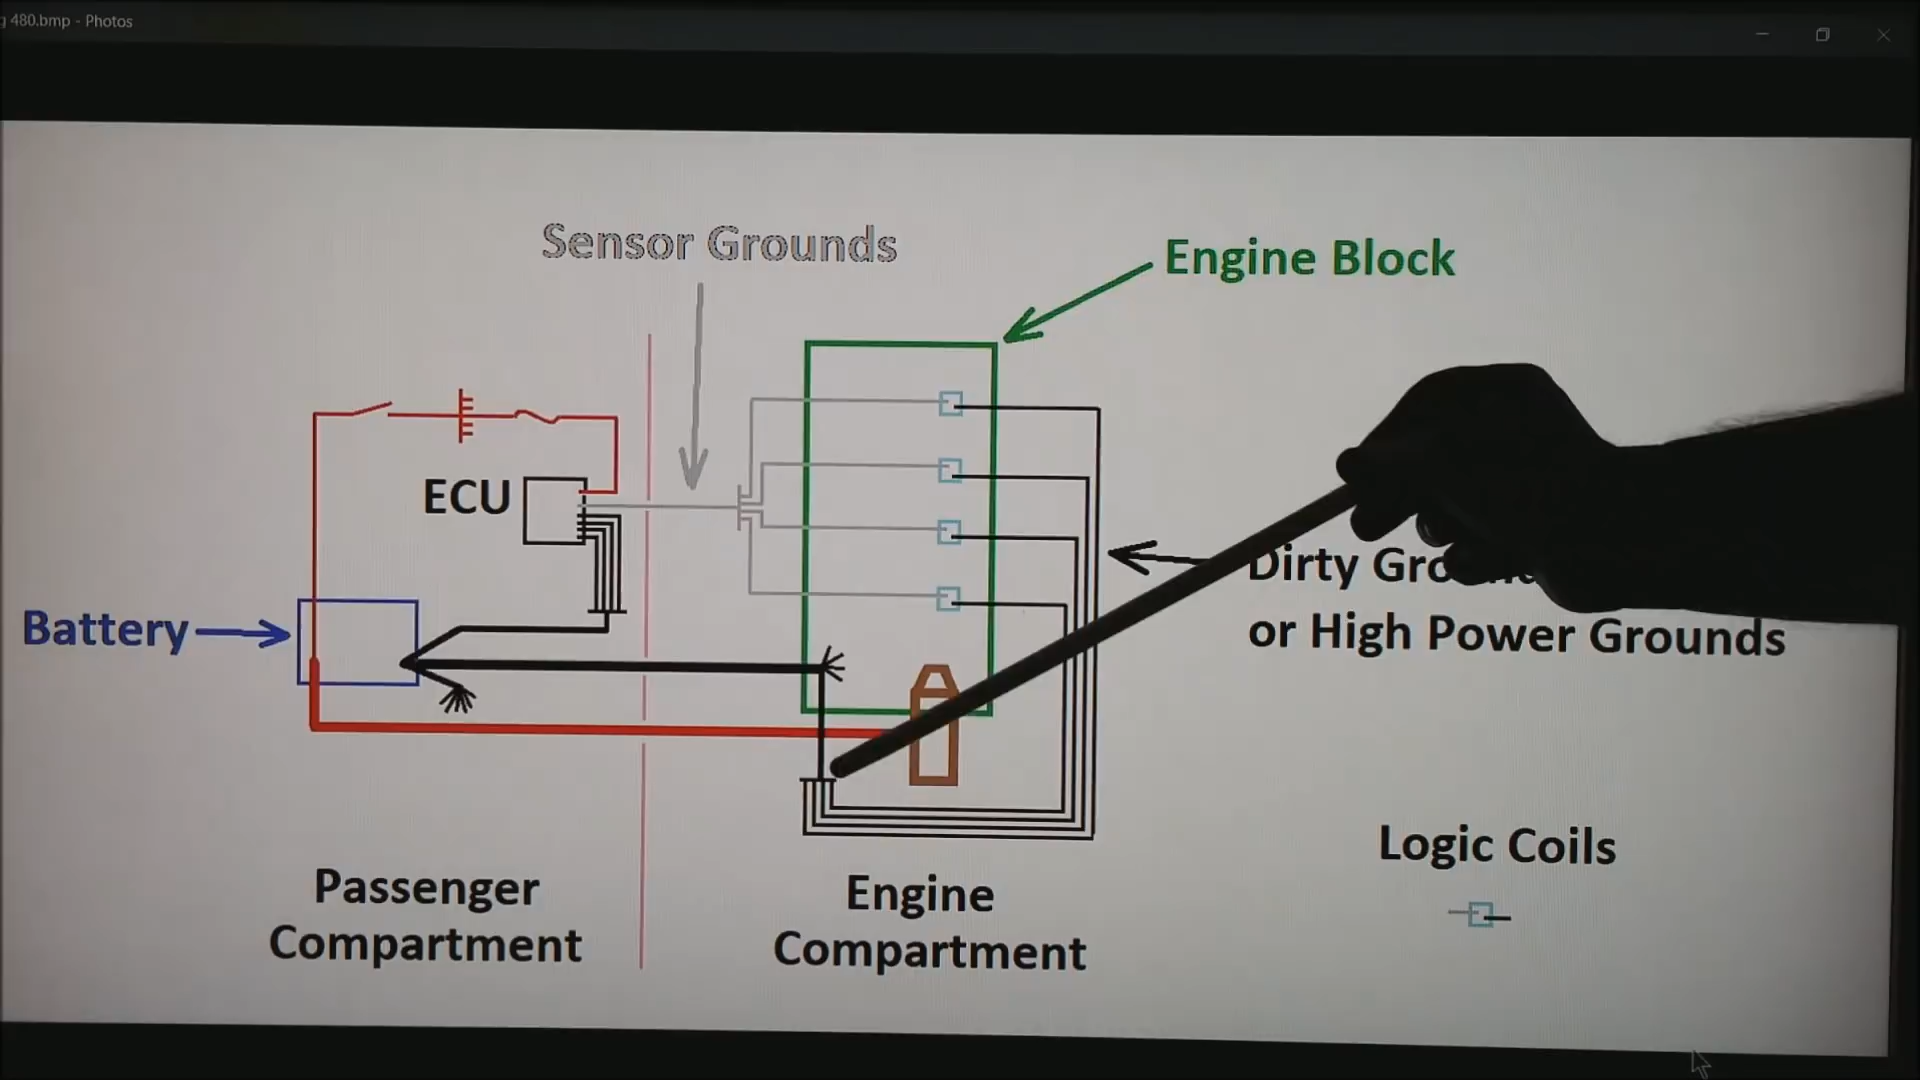 480.bmp - Photos
Sensor Grounds
Engine Block
ECU
Battery
Dirty
or High Power Grounds
Logic Coils
Passenger
Compartment
Engine
Compartment